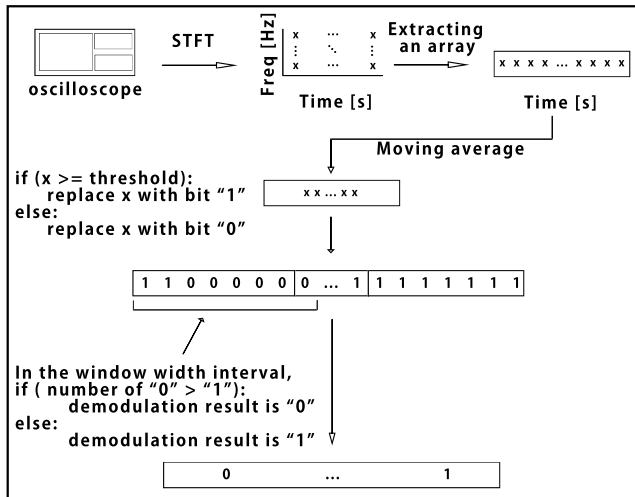 oscilloscope
STFT
Freq [Hz]
x ... x
⋮ ⋱ ⋮
x ... x
Time [s]
Extracting
an array
x x x x ... x x x x
Time [s]
Moving average
if (x >= threshold):
replace x with bit “1”
else:
replace x with bit “0”
x x ... x x
1 1 0 0 0 0 0 0 ... 1 1 1 1 1 1 1 1
In the window width interval,
if ( number of “0” > “1”):
demodulation result is “0”
else:
demodulation result is “1”
0 ... 1